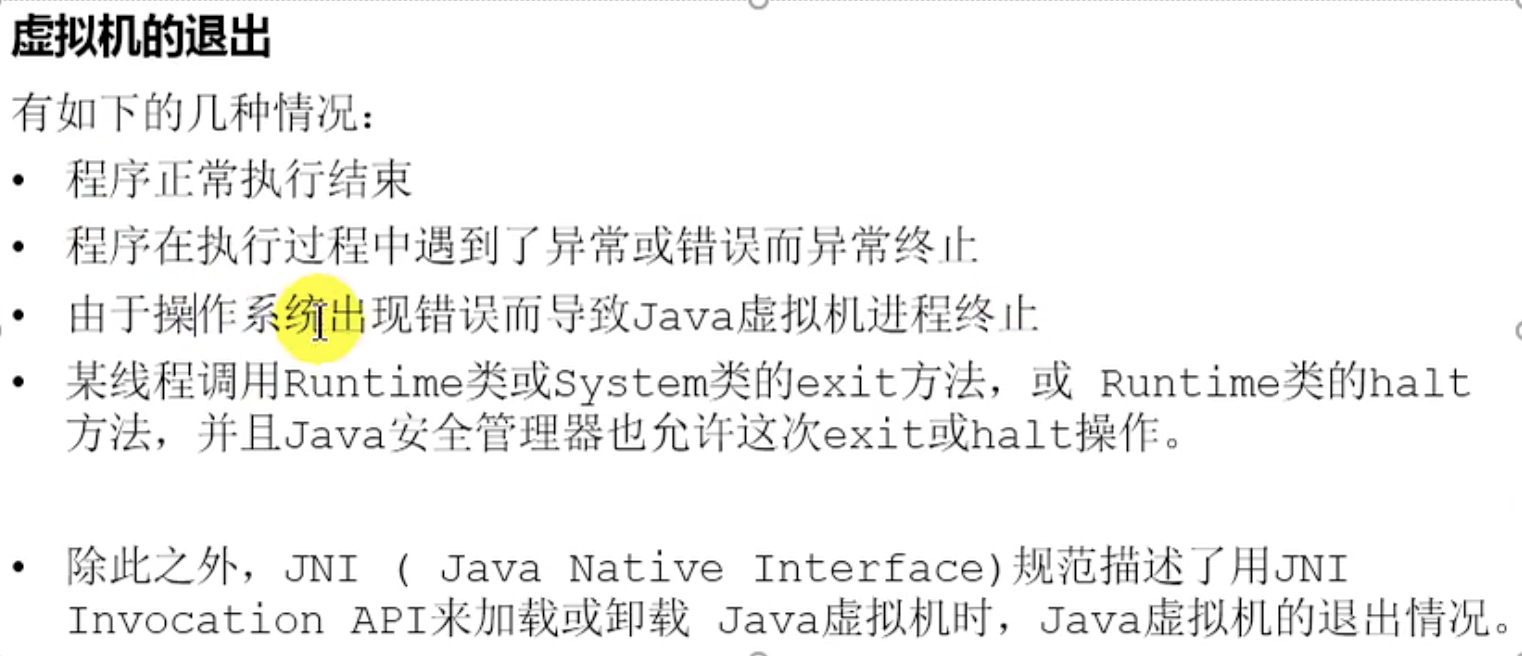 虚拟机的退出
有如下的几种情况：
• 程序正常执行结束
• 程序在执行过程中遇到了异常或错误而异常终止
• 由于操作系统出现错误而导致Java虚拟机进程终止
• 某线程调用Runtime类或System类的exit方法，或 Runtime类的halt
方法，并且Java安全管理器也允许这次exit或halt操作。
• 除此之外，JNI ( Java Native Interface)规范描述了用JNI
Invocation API来加载或卸载 Java虚拟机时，Java虚拟机的退出情况。